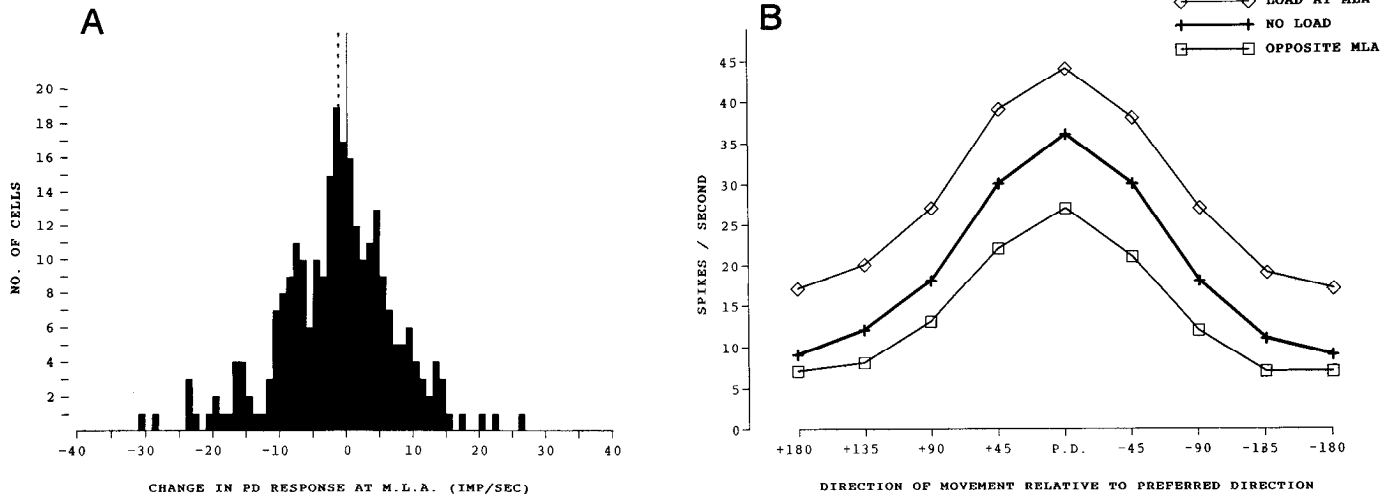 A
NO. OF CELLS
20
18
16
14
12
10
8
6
4
2
-40 -30 -20 -10 0 10 20 30 40
CHANGE IN PD RESPONSE AT M.L.A. (IMP/SEC)
B
LOAD AT MLA
NO LOAD
OPPOSITE MLA
SPIKES / SECOND
45
40
35
30
25
20
15
10
5
0
+180 +135 +90 +45 P.D. -45 -90 -135 -180
DIRECTION OF MOVEMENT RELATIVE TO PREFERRED DIRECTION